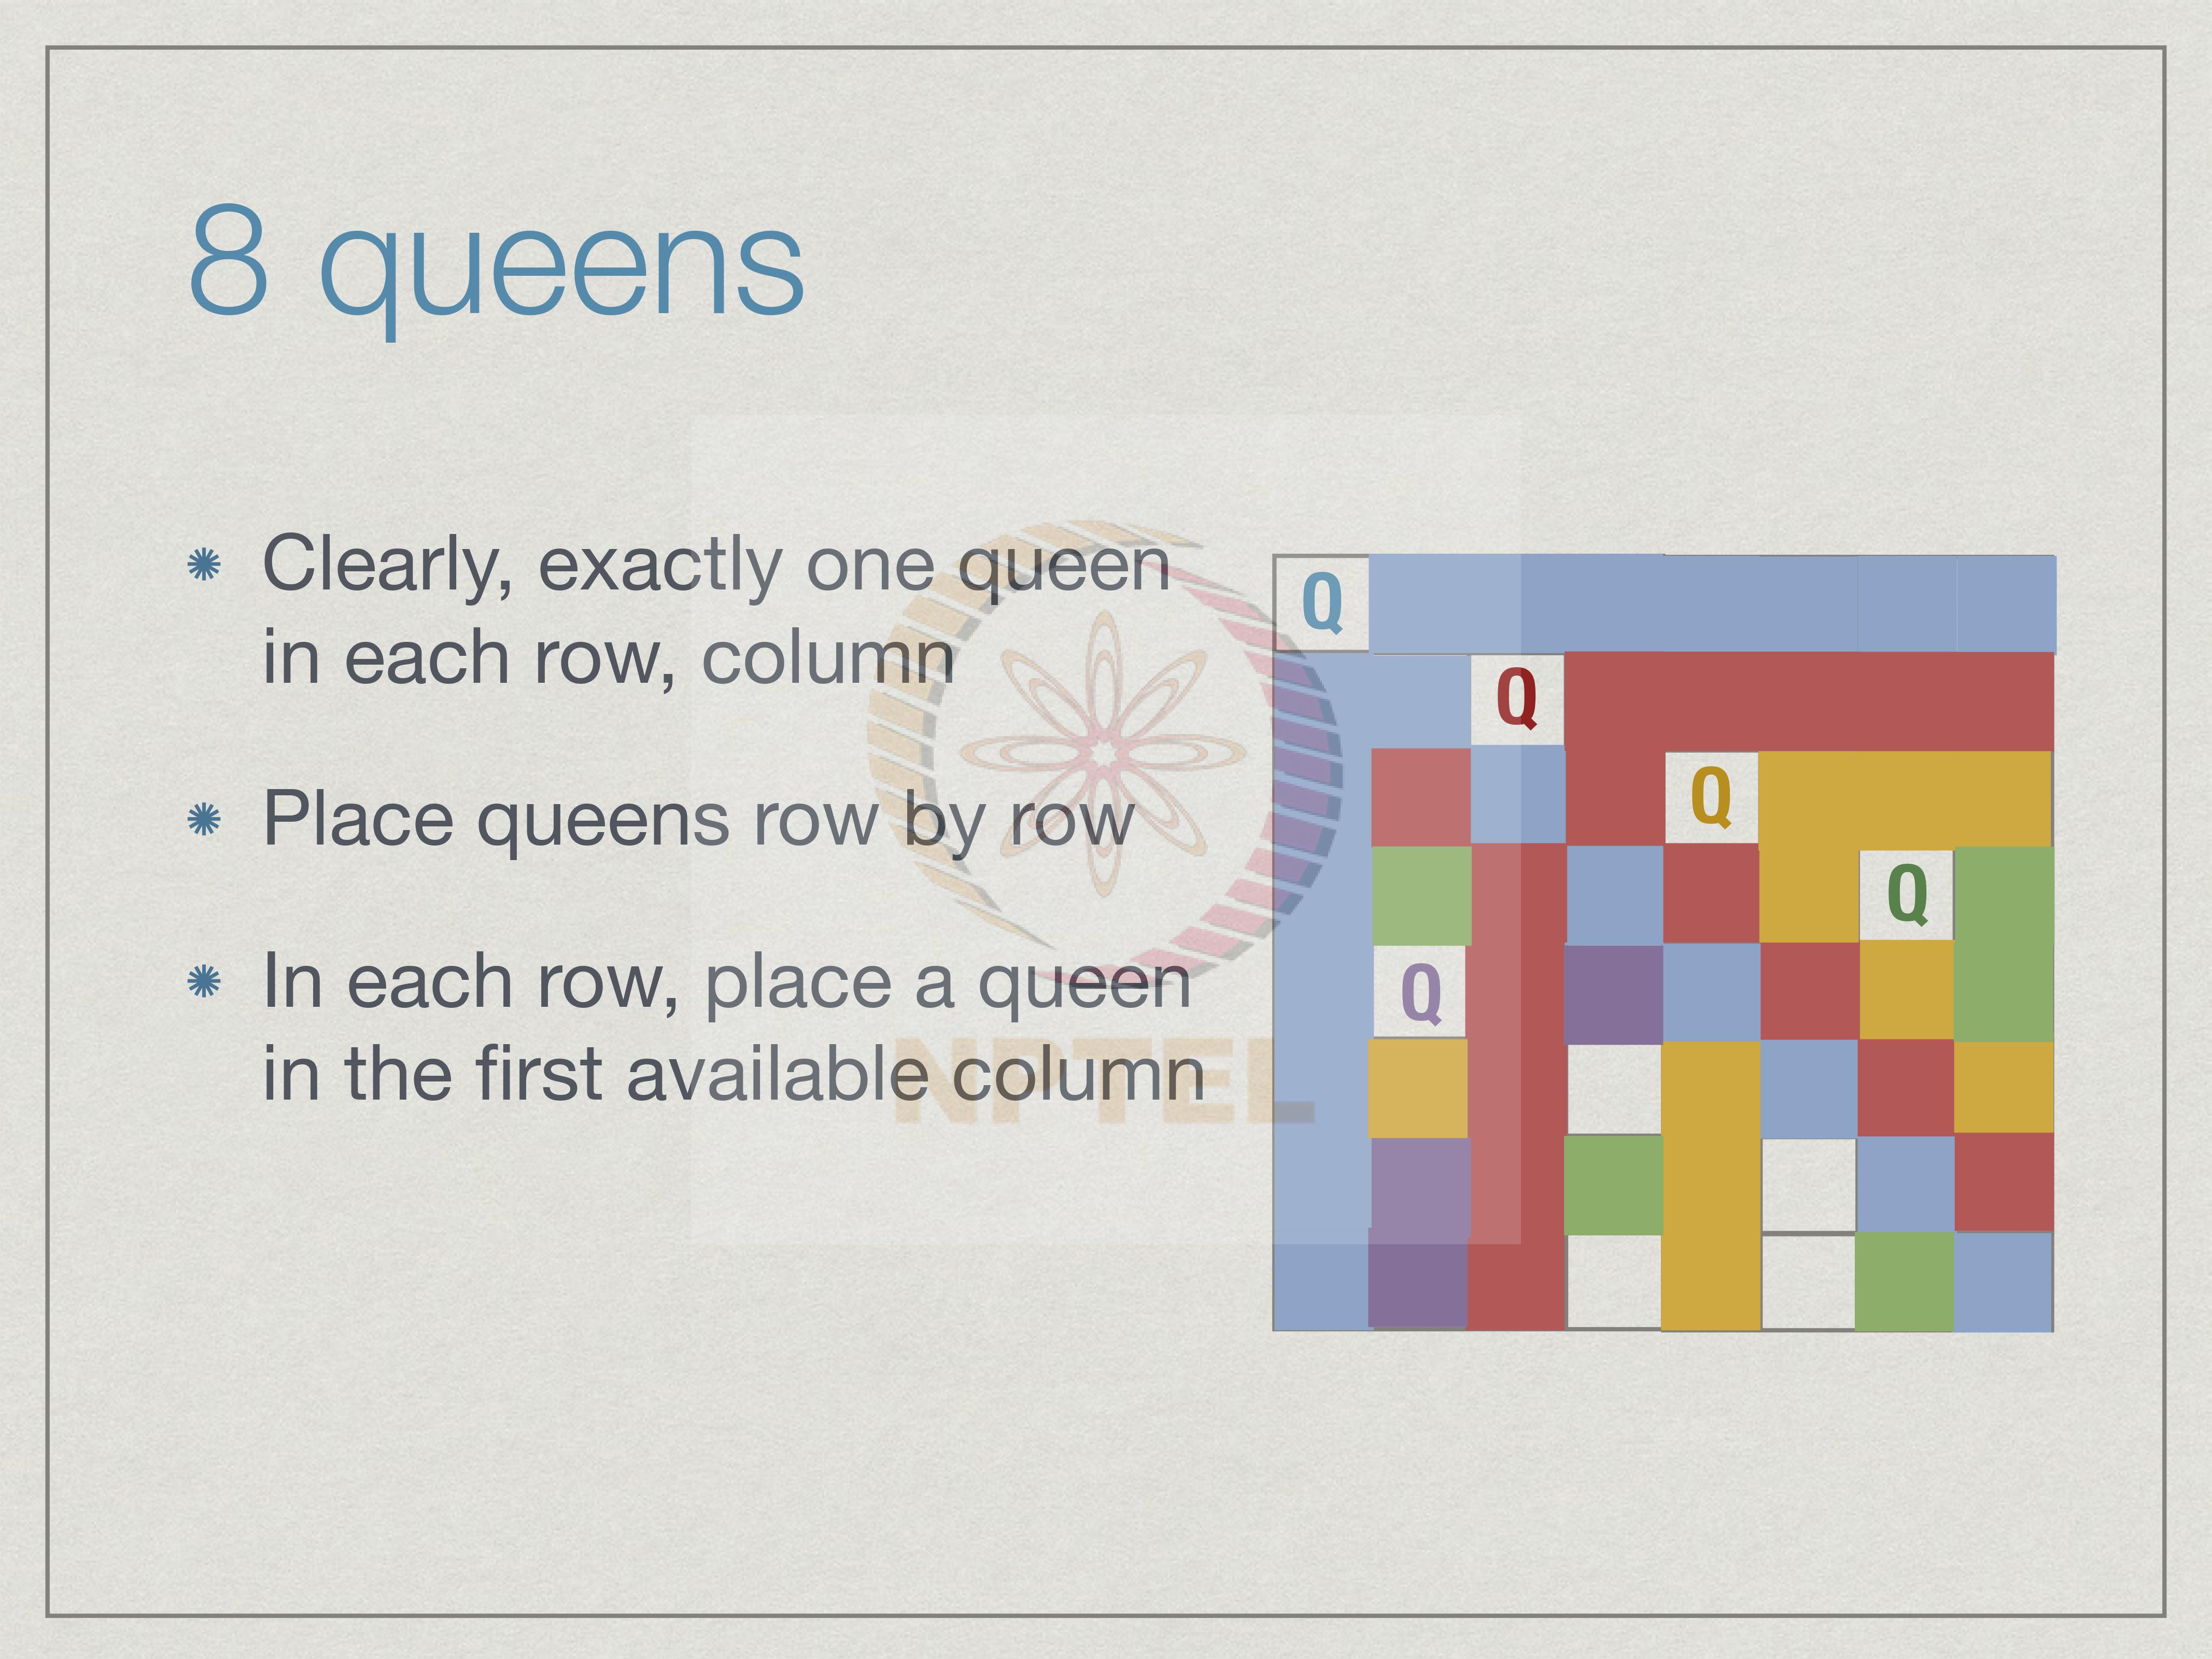 8 queens
Clearly, exactly one queen
in each row, column
Place queens row by row
In each row, place a queen
in the first available column
Q
Q
Q
Q
Q
NPTEL